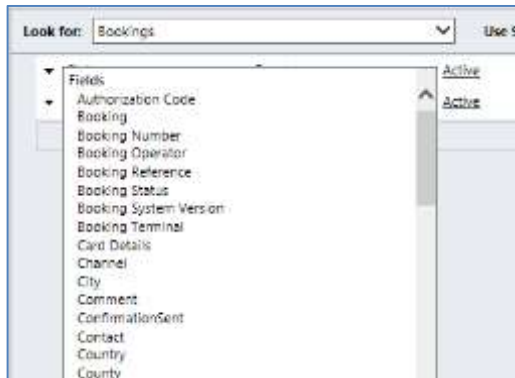 Look for: Bookings Use S
Active
Fields
Authorization Code
Active
Booking
Booking Number
Booking Operator
Booking Reference
Booking Status
Booking System Version
Booking Terminal
Card Details
Channel
City
Comment
ConfirmationSent
Contact
Country
County